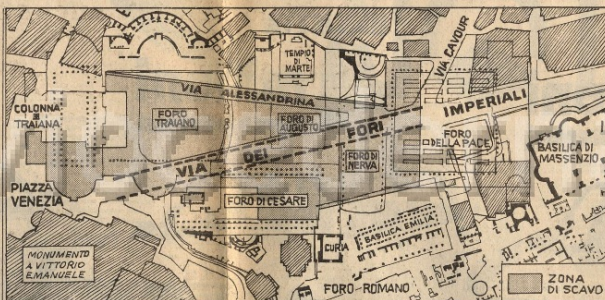 VIA CAVOUR
TEMPIO
DI
MARTE
VIA ALESSANDRINA
IMPERIALI
COLONNA
TRAIANA
FORO
TRAIANO
FORO DI
AUGUSTO
FORI
FORO
DELLA PACE
BASILICA DI
MASSENZIO
VIA DEI
FORO DI
NERVA
PIAZZA
VENEZIA
FORO DI CESARE
BASILICA EMILIA
CURIA
MONUMENTO
A VITTORIO
EMANUELE
FORO-ROMANO
ZONA
DI SCAVO